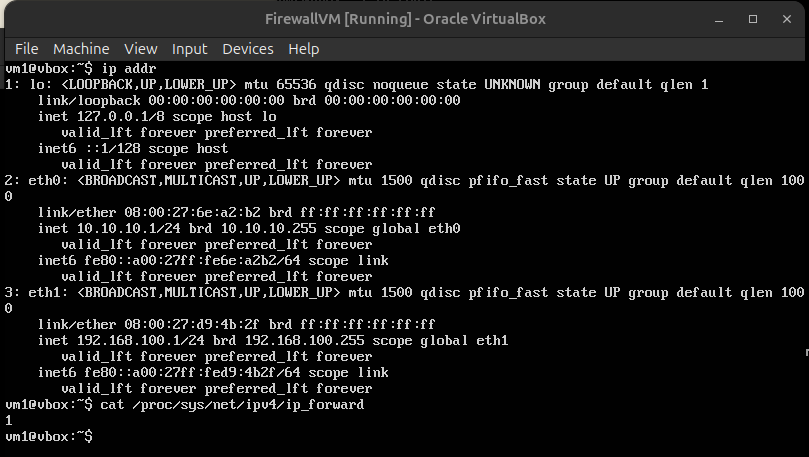 FirewallVM [Running] - Oracle VirtualBox
File Machine View Input Devices Help
vm1@vbox:~$ ip addr
1: lo: <LOOPBACK,UP,LOWER_UP> mtu 65536 qdisc noqueue state UNKNOWN group default qlen 1
    link/loopback 00:00:00:00:00:00 brd 00:00:00:00:00:00
    inet 127.0.0.1/8 scope host lo
       valid_lft forever preferred_lft forever
    inet6 ::1/128 scope host
       valid_lft forever preferred_lft forever
2: eth0: <BROADCAST,MULTICAST,UP,LOWER_UP> mtu 1500 qdisc pfifo_fast state UP group default qlen 100
0
    link/ether 08:00:27:6e:a2:b2 brd ff:ff:ff:ff:ff:ff
    inet 10.10.10.1/24 brd 10.10.10.255 scope global eth0
       valid_lft forever preferred_lft forever
    inet6 fe80::a00:27ff:fe6e:a2b2/64 scope link
       valid_lft forever preferred_lft forever
3: eth1: <BROADCAST,MULTICAST,UP,LOWER_UP> mtu 1500 qdisc pfifo_fast state UP group default qlen 100
0
    link/ether 08:00:27:d9:4b:2f brd ff:ff:ff:ff:ff:ff
    inet 192.168.100.1/24 brd 192.168.100.255 scope global eth1
       valid_lft forever preferred_lft forever
    inet6 fe80::a00:27ff:fed9:4b2f/64 scope link
       valid_lft forever preferred_lft forever
vm1@vbox:~$ cat /proc/sys/net/ipv4/ip_forward
1
vm1@vbox:~$